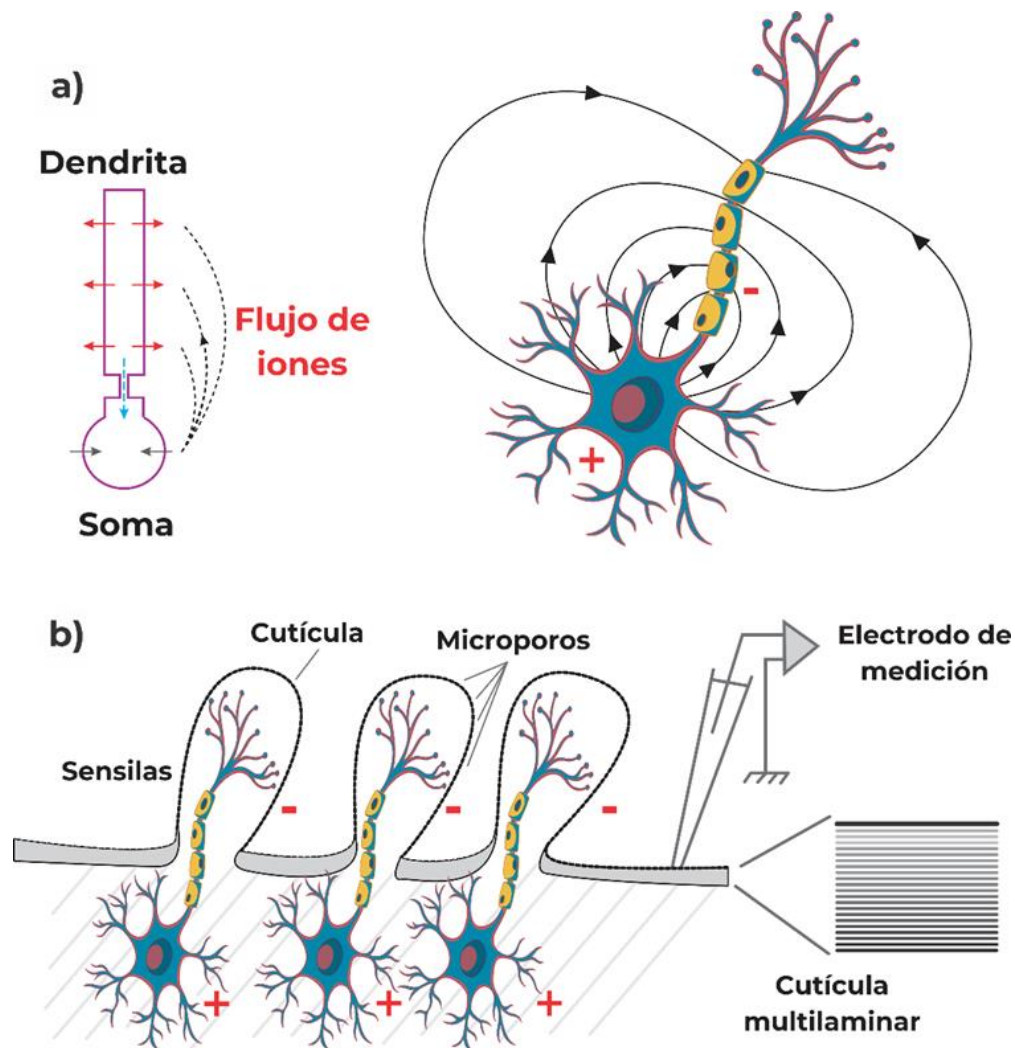 a)
Dendrita
Flujo de
iones
Soma
-
+
b)
Cutícula
Microporos
Electrodo de
medición
Sensilas
-
-
-
+
+
+
Cutícula
multilaminar